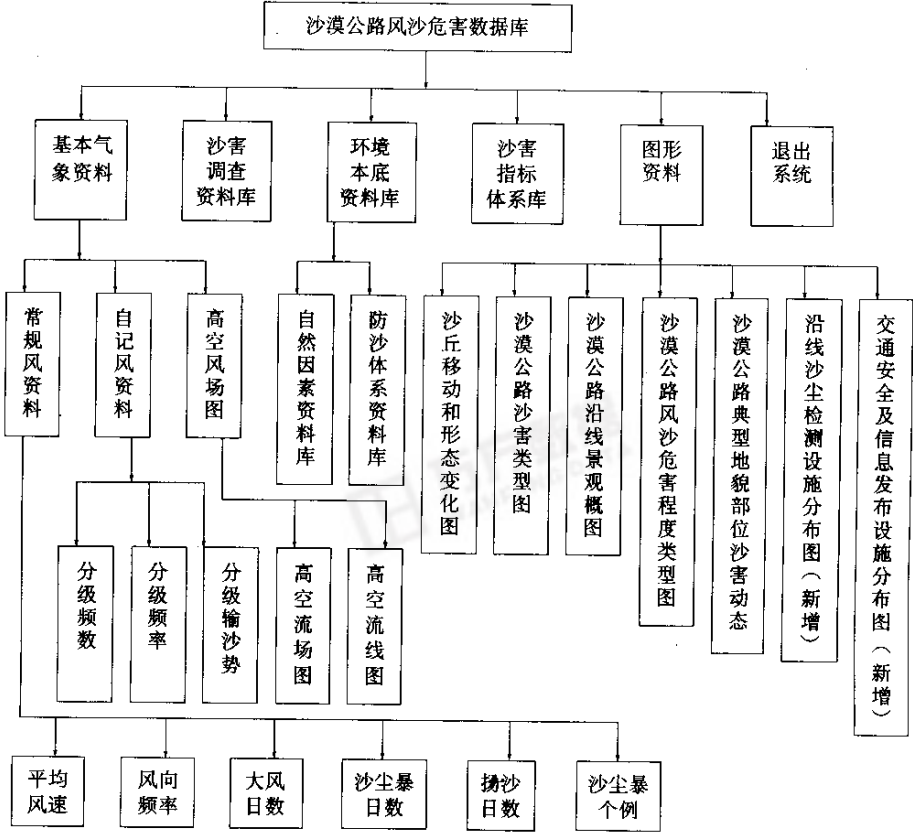 沙漠公路风沙危害数据库
基本气
象资料
沙害
调查
资料库
环境
本底
资料库
沙害
指标
体系库
图形
资料
退出
系统
常规风资料
自记风资料
高空风场图
自然因素资料库
防沙体系资料库
沙丘移动和形态变化图
沙漠公路沙害类型图
沙漠公路沿线景观概图
沙漠公路风沙危害程度类型图
沙漠公路典型地貌部位沙害动态
沿线沙尘检测设施分布图（新增）
交通安全及信息发布设施分布图（新增）
分级频数
分级频率
分级输沙势
高空流场图
高空流线图
平均
风速
风向
频率
大风
日数
沙尘暴
日数
扬沙
日数
沙尘暴
个例